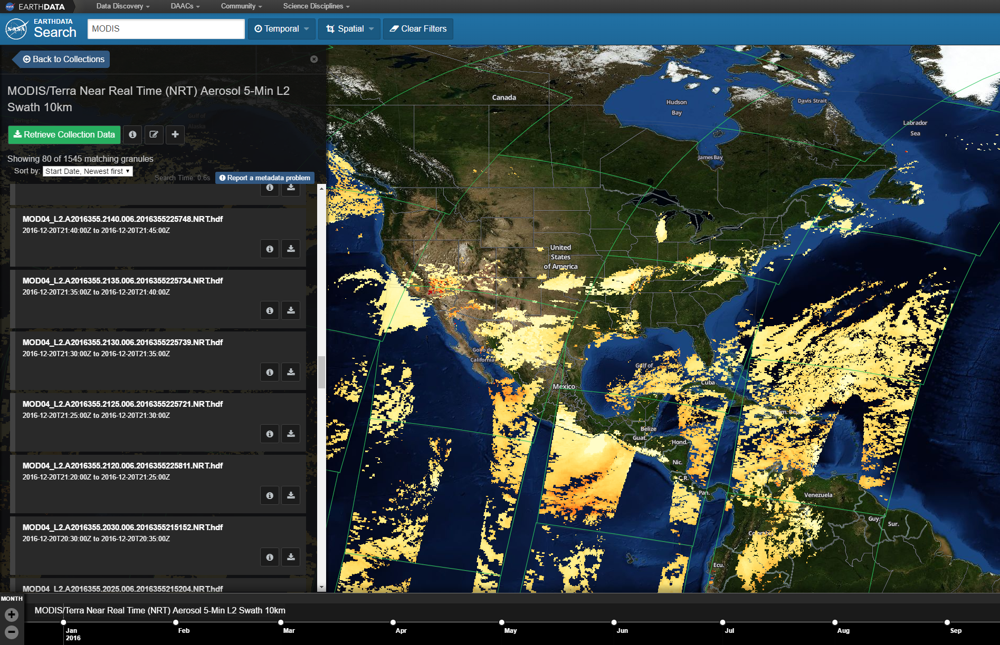 EARTHDATA
Data Discovery
DAACs
Community
Science Disciplines
NASA
EARTHDATA
Search
MODIS
Temporal
Spatial
Clear Filters
Back to Collections
MODIS/Terra Near Real Time (NRT) Aerosol 5-Min L2
Swath 10km
Gulf of
Alaska
Bering Sea
Retrieve Collection Data
Showing 80 of 1545 matching granules
Sort by: Start Date, Newest first
Search Time: 0.6s
Report a metadata problem
MOD04_L2.A2016355.2140.006.2016355225748.NRT.hdf
2016-12-20T21:40:00Z to 2016-12-20T21:45:00Z
MOD04_L2.A2016355.2135.006.2016355225734.NRT.hdf
2016-12-20T21:35:00Z to 2016-12-20T21:40:00Z
MOD04_L2.A2016355.2130.006.2016355225739.NRT.hdf
2016-12-20T21:30:00Z to 2016-12-20T21:35:00Z
MOD04_L2.A2016355.2125.006.2016355225721.NRT.hdf
2016-12-20T21:25:00Z to 2016-12-20T21:30:00Z
MOD04_L2.A2016355.2120.006.2016355225811.NRT.hdf
2016-12-20T21:20:00Z to 2016-12-20T21:25:00Z
MOD04_L2.A2016355.2030.006.2016355215152.NRT.hdf
2016-12-20T20:30:00Z to 2016-12-20T20:35:00Z
MOD04_L2.A2016355.2025.006.2016355215204.NRT.hdf
Canada
Hudson
Bay
Davis Strait
Labrador
Sea
James Bay
United
States
of America
Golfo de
California
Gulf of
Mexico
Cuba
Belize
Guat.
Hond.
Nic.
C.R.
Pan.
Venezuela
Guy.
Sur.
Colombia
Ecu.
MONTH
MODIS/Terra Near Real Time (NRT) Aerosol 5-Min L2 Swath 10km
Jan
2016
Feb
Mar
Apr
May
Jun
Jul
Aug
Sep